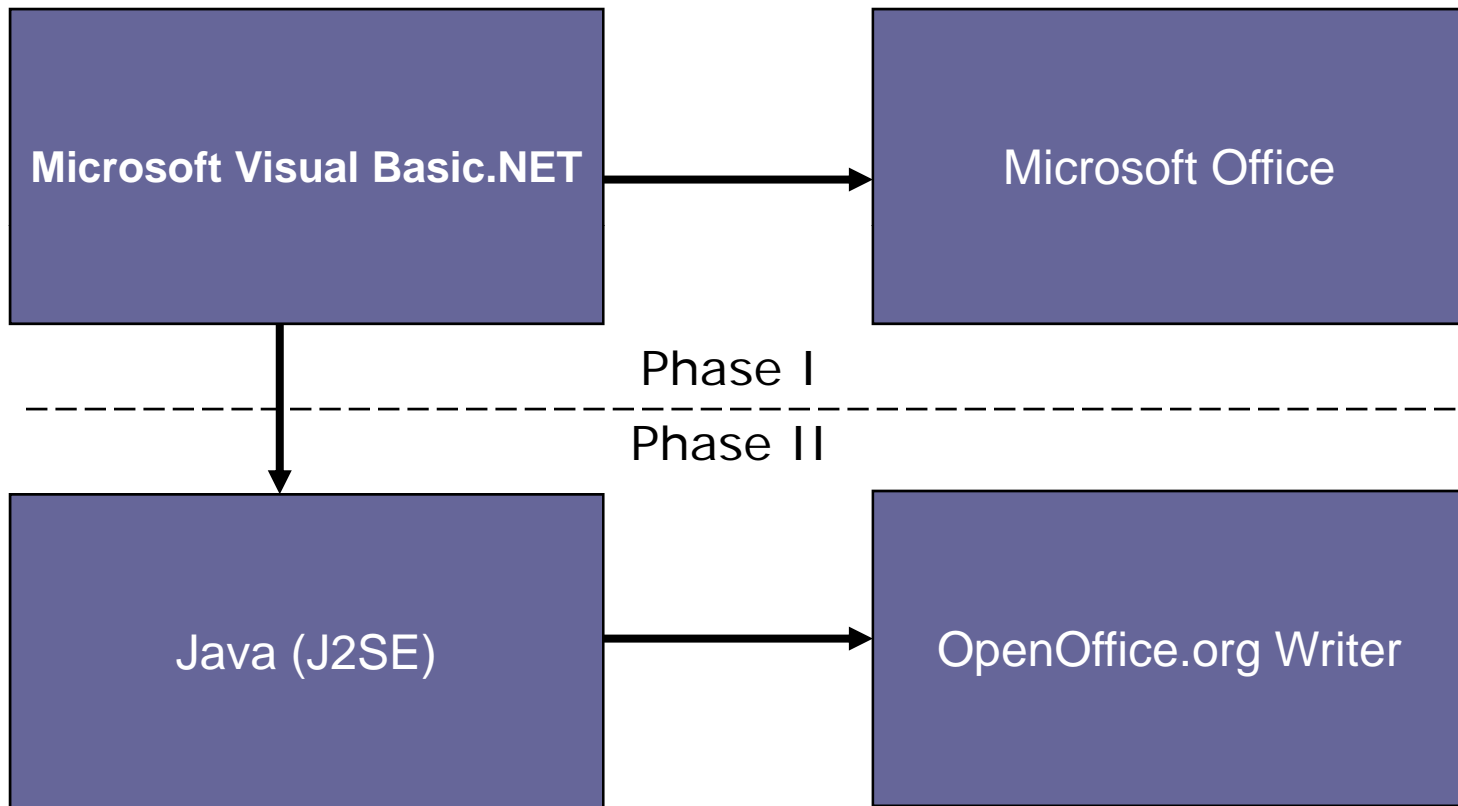 Microsoft Visual Basic.NET
Microsoft Office
Phase I
Phase II
Java (J2SE)
OpenOffice.org Writer